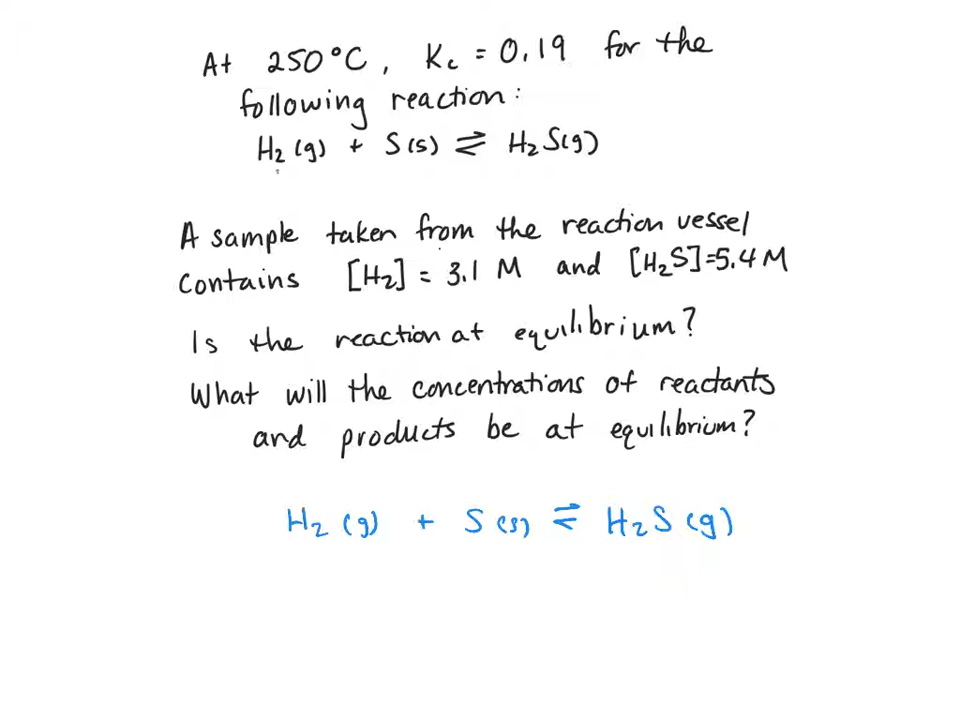 At 250°C, Kc = 0.19 for the
following reaction:
H₂(g) + S(s) ⇌ H₂S(g)
A sample taken from the reaction vessel
contains [H₂] = 3.1 M and [H₂S]=5.4 M
Is the reaction at equilibrium?
What will the concentrations of reactants
and products be at equilibrium?
H₂(g) + S(s) ⇌ H₂S(g)